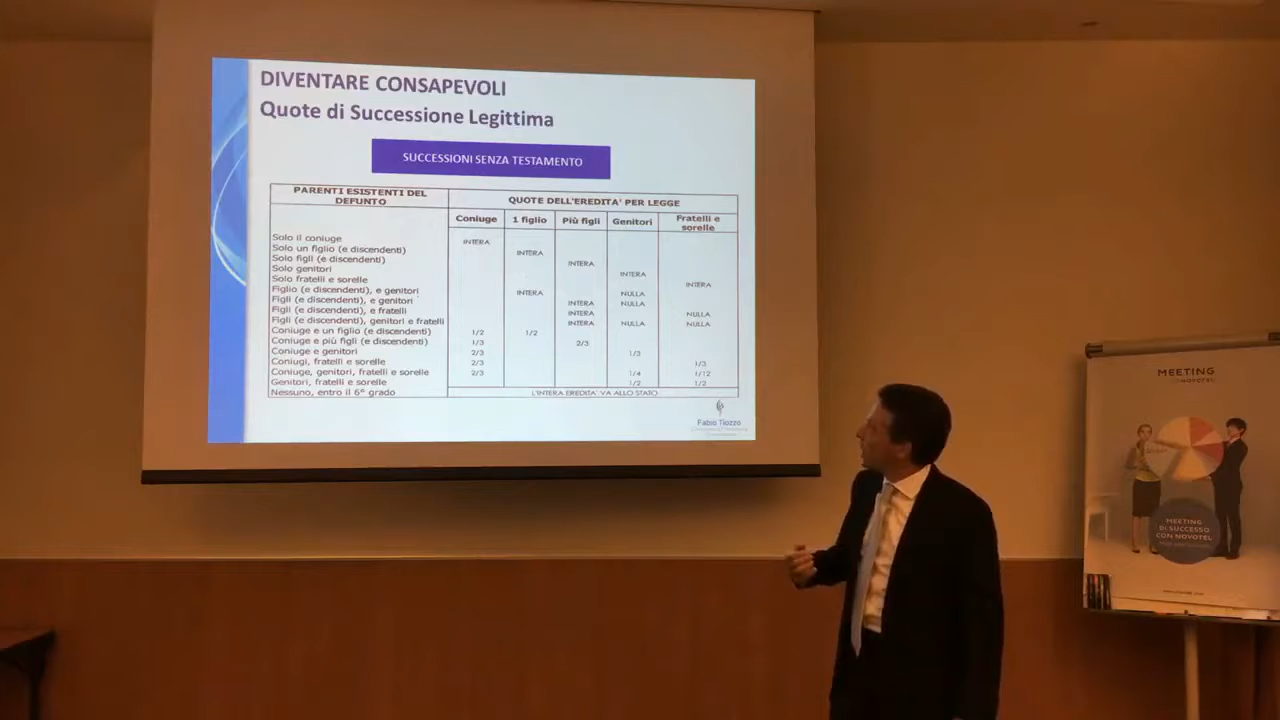 DIVENTARE CONSAPEVOLI
Quote di Successione Legittima
SUCCESSIONI SENZA TESTAMENTO
PARENTI ESISTENTI DEL DEFUNTO QUOTE DELL'EREDITA' PER LEGGE
Coniuge 1 figlio Più figli Genitori Fratelli e sorelle
Solo il coniuge INTERA
Solo un figlio (e discendenti) INTERA
Solo figli (e discendenti) INTERA
Solo genitori INTERA
Solo fratelli e sorelle INTERA
Figlio (e discendenti), e genitori INTERA NULLA
Figli (e discendenti), e genitori INTERA NULLA
Figli (e discendenti), e fratelli INTERA NULLA
Figli (e discendenti), genitori e fratelli INTERA NULLA NULLA
Coniuge e un figlio (e discendenti) 1/2 1/2
Coniuge e più figli (e discendenti) 1/3 2/3
Coniuge e genitori 2/3 1/3
Coniugi, fratelli e sorelle 2/3 1/3
Coniuge, genitori, fratelli e sorelle 2/3 1/4 1/12
Genitori, fratelli e sorelle 1/2 1/2
Nessuno, entro il 6° grado L'INTERA EREDITA' VA ALLO STATO
Fabio Tiozzo
MEETING
NOVOTEL
MEETING
DI SUCCESSO
CON NOVOTEL